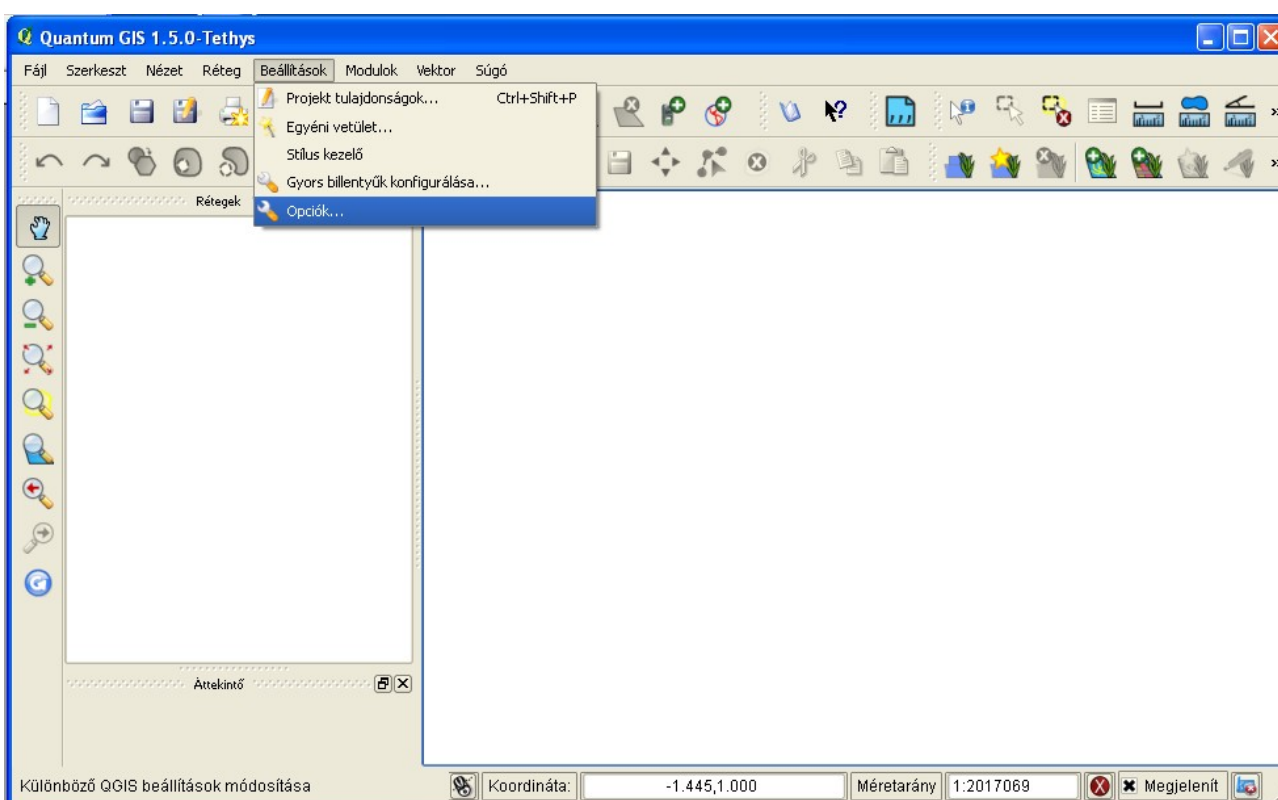 Quantum GIS 1.5.0-Tethys
Fájl Szerkeszt Nézet Réteg Beállítások Modulok Vektor Súgó
Projekt tulajdonságok... Ctrl+Shift+P
Egyéni vetület...
Stílus kezelő
Gyors billentyűk konfigurálása...
Opciók...
Rétegek
Áttekintő
Különböző QGIS beállítások módosítása Koordináta: -1.445,1.000 Méretarány 1:2017069 Megjelenít